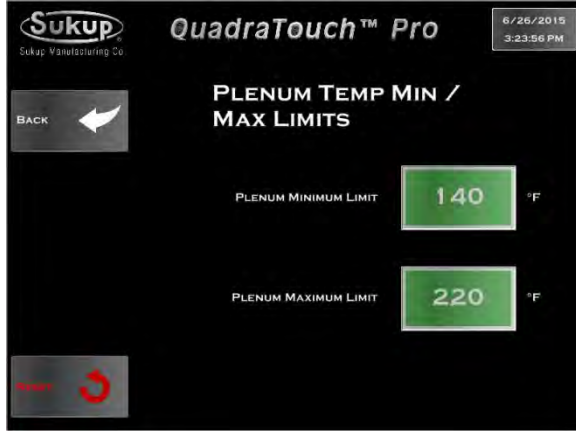 Sukup®
Sukup Manufacturing Co
QuadraTouch™ Pro
6/26/2015
3:23:56 PM
BACK
PLENUM TEMP MIN /
MAX LIMITS
PLENUM MINIMUM LIMIT 140 °F
PLENUM MAXIMUM LIMIT 220 °F
RESET